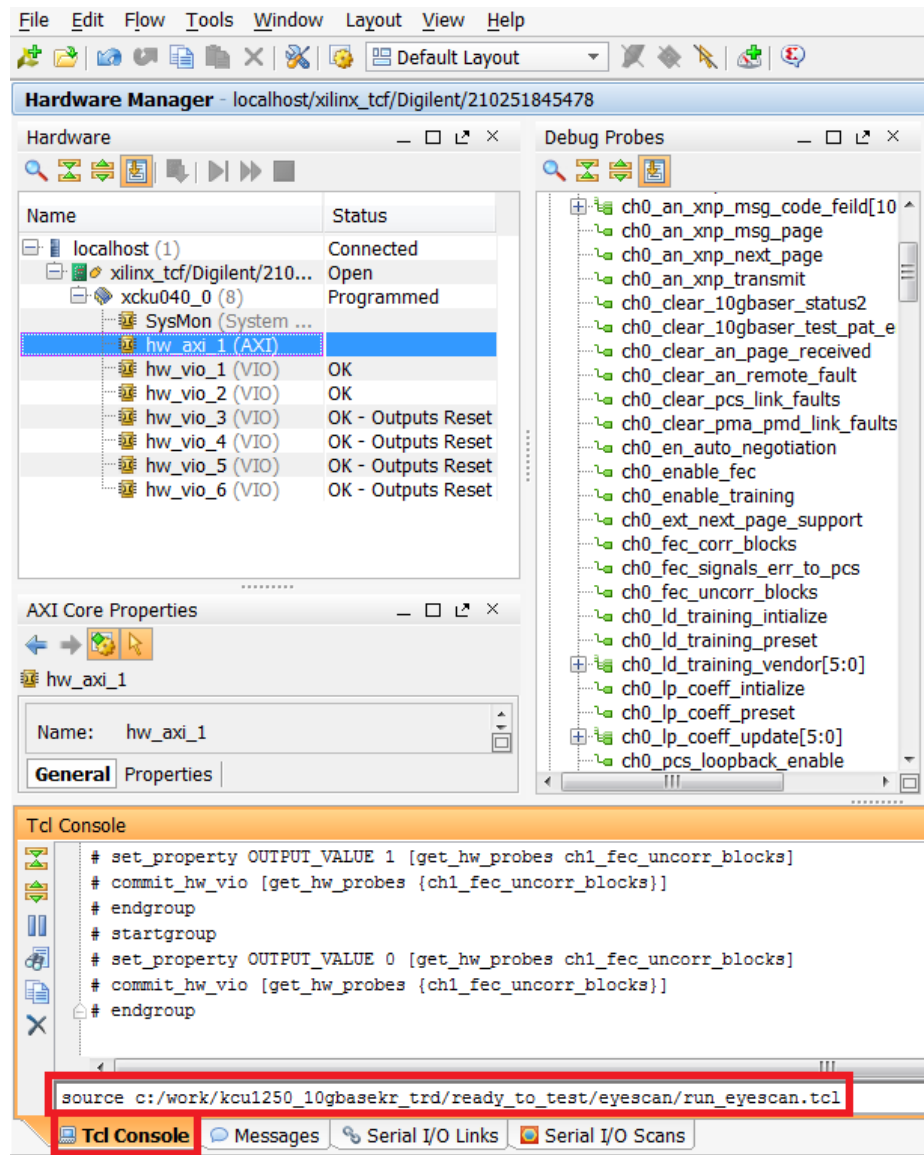 File Edit Flow Tools Window Layout View Help
Default Layout
Hardware Manager - localhost/xilinx_tcf/Digilent/210251845478
Hardware
Name Status
localhost (1) Connected
xilinx_tcf/Digilent/210... Open
xcku040_0 (8) Programmed
SysMon (System ...
hw_axi_1 (AXI)
hw_vio_1 (VIO) OK
hw_vio_2 (VIO) OK
hw_vio_3 (VIO) OK - Outputs Reset
hw_vio_4 (VIO) OK - Outputs Reset
hw_vio_5 (VIO) OK - Outputs Reset
hw_vio_6 (VIO) OK - Outputs Reset
Debug Probes
ch0_an_xnp_msg_code_feild[10
ch0_an_xnp_msg_page
ch0_an_xnp_next_page
ch0_an_xnp_transmit
ch0_clear_10gbaser_status2
ch0_clear_10gbaser_test_pat_e
ch0_clear_an_page_received
ch0_clear_an_remote_fault
ch0_clear_pcs_link_faults
ch0_clear_pma_pmd_link_faults
ch0_en_auto_negotiation
ch0_enable_fec
ch0_enable_training
ch0_ext_next_page_support
ch0_fec_corr_blocks
ch0_fec_signals_err_to_pcs
ch0_fec_uncorr_blocks
ch0_ld_training_intialize
ch0_ld_training_preset
ch0_ld_training_vendor[5:0]
ch0_lp_coeff_intialize
ch0_lp_coeff_preset
ch0_lp_coeff_update[5:0]
ch0_pcs_loopback_enable
AXI Core Properties
hw_axi_1
Name: hw_axi_1
General Properties
Tcl Console
# set_property OUTPUT_VALUE 1 [get_hw_probes ch1_fec_uncorr_blocks]
# commit_hw_vio [get_hw_probes {ch1_fec_uncorr_blocks}]
# endgroup
# startgroup
# set_property OUTPUT_VALUE 0 [get_hw_probes ch1_fec_uncorr_blocks]
# commit_hw_vio [get_hw_probes {ch1_fec_uncorr_blocks}]
# endgroup
source c:/work/kcu1250_10gbasekr_trd/ready_to_test/eyescan/run_eyescan.tcl
Tcl Console Messages Serial I/O Links Serial I/O Scans